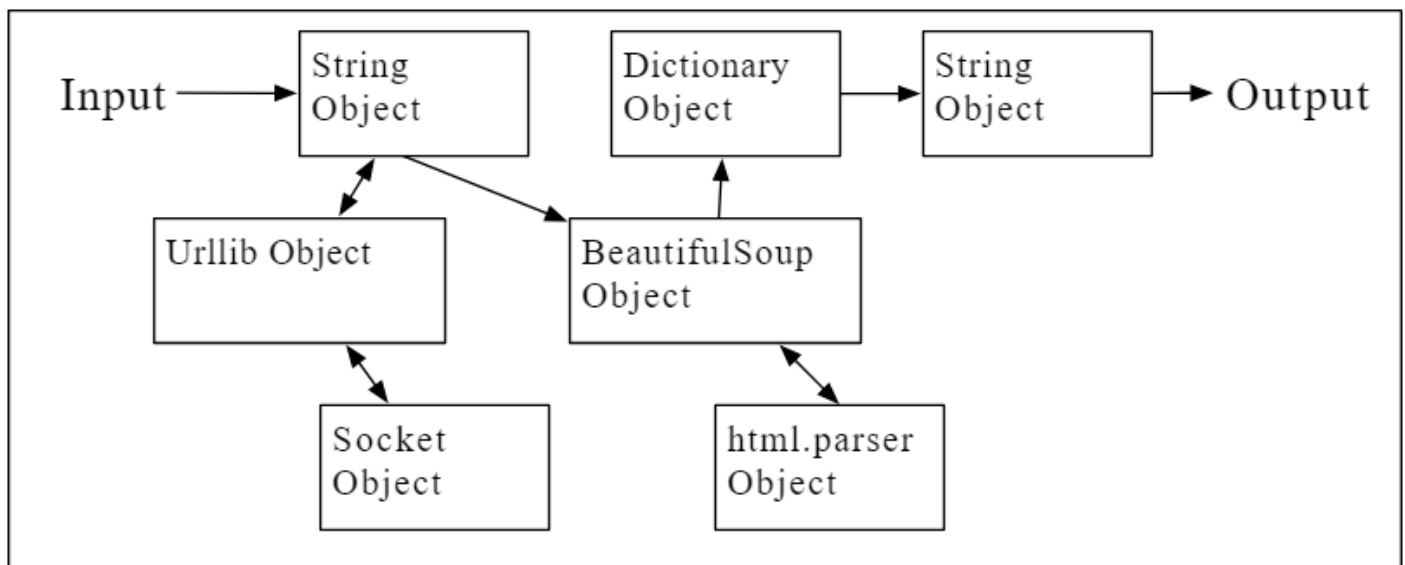 Input
String
Object
Dictionary
Object
String
Object
Output
Urllib Object
BeautifulSoup
Object
Socket
Object
html.parser
Object